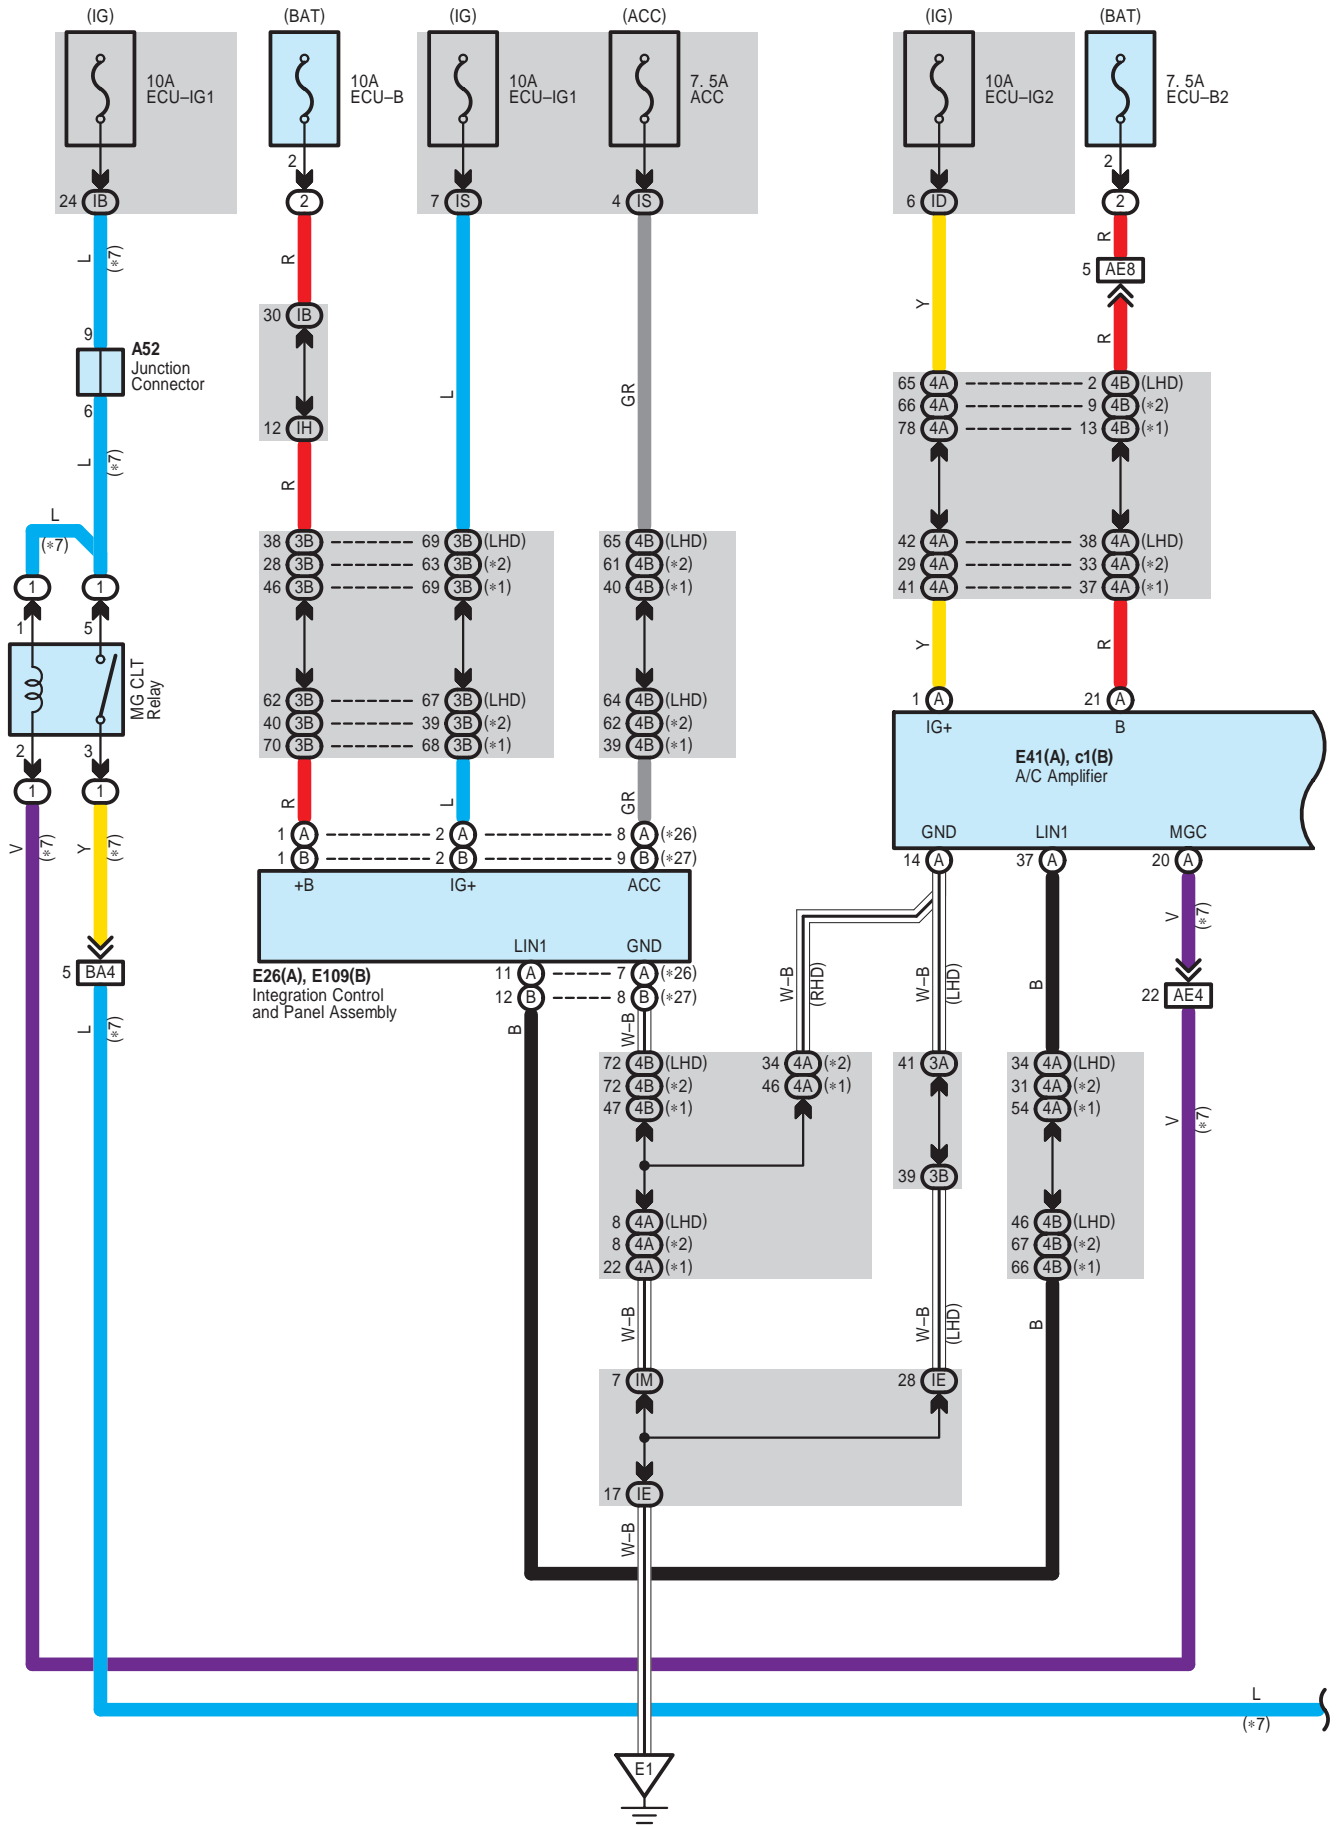 (IG) (BAT) (IG) (ACC) (IG) (BAT)
10A
ECU–IG1
10A
ECU–B
10A
ECU–IG1
7. 5A
ACC
10A
ECU–IG2
7. 5A
ECU–B2
2 2
24 IB 2 7 IS 4 IS 6 ID 2
L (*7) R Y R
5 AE8
30 IB
R
9
A52
Junction
Connector
6
L GR
65 4A 2 4B (LHD)
66 4A 9 4B (*2)
78 4A 13 4B (*1)
12 IH
L (*7) R
L
(*7)
38 3B 69 3B (LHD) 65 4B (LHD) 42 4A 38 4A (LHD)
28 3B 63 3B (*2) 61 4B (*2) 29 4A 33 4A (*2)
46 3B 69 3B (*1) 40 4B (*1) 41 4A 37 4A (*1)
1 1
1 5
MG CLT
Relay
Y R
62 3B 67 3B (LHD) 64 4B (LHD)
40 3B 39 3B (*2) 62 4B (*2)
70 3B 68 3B (*1) 39 4B (*1)
1 A 21 A
IG+ B
E41(A), c1(B)
A/C Amplifier
2 3
1 1
R L GR
V (*7) Y (*7)
1 A 2 A 8 A (*26)
1 B 2 B 9 B (*27)
GND LIN1 MGC
14 A 37 A 20 A
+B IG+ ACC
LIN1 GND
V (*7)
5 BA4
E26(A), E109(B)
Integration Control
and Panel Assembly
11 A 7 A (*26)
12 B 8 B (*27)
W–B (RHD) W–B (LHD) B
22 AE4
L (*7) B W–B
72 4B (LHD) 34 4A (*2) 41 3A 34 4A (LHD)
72 4B (*2) 46 4A (*1) 31 4A (*2)
47 4B (*1) 54 4A (*1)
V (*7)
39 3B
8 4A (LHD) 46 4B (LHD)
8 4A (*2) 67 4B (*2)
22 4A (*1) 66 4B (*1)
W–B W–B (LHD) B
7 IM 28 IE
17 IE
W–B
L
(*7)
E1